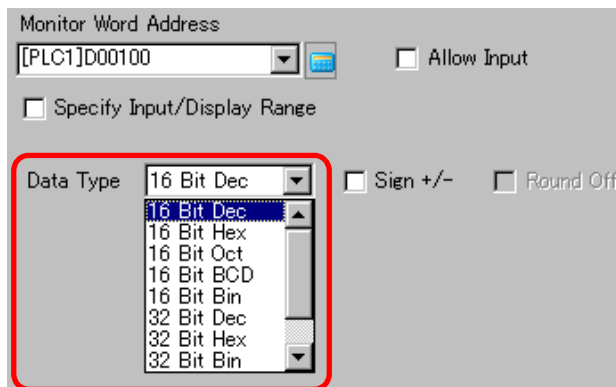 Monitor Word Address
[PLC1]D00100
Allow Input
Specify Input/Display Range
Data Type 16 Bit Dec Sign +/- Round Off
16 Bit Dec
16 Bit Hex
16 Bit Oct
16 Bit BCD
16 Bit Bin
32 Bit Dec
32 Bit Hex
32 Bit Bin